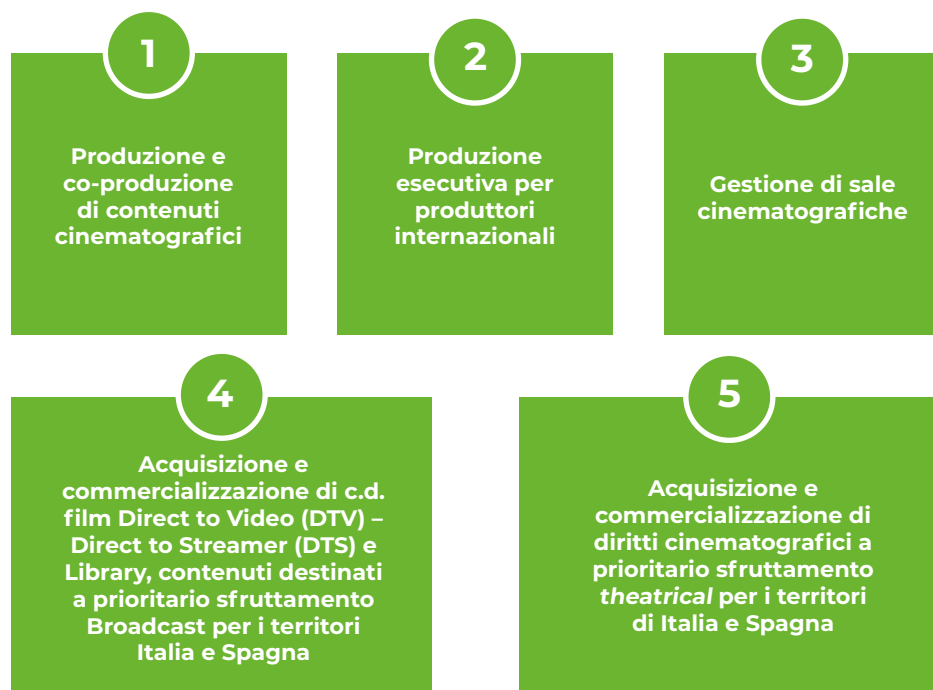 1
Produzione e
co-produzione
di contenuti
cinematografici
2
Produzione
esecutiva per
produttori
internazionali
3
Gestione di sale
cinematografiche
4
Acquisizione e
commercializzazione di c.d.
film Direct to Video (DTV) –
Direct to Streamer (DTS) e
Library, contenuti destinati
a prioritario sfruttamento
Broadcast per i territori
Italia e Spagna
5
Acquisizione e
commercializzazione di
diritti cinematografici a
prioritario sfruttamento
theatrical per i territori
di Italia e Spagna